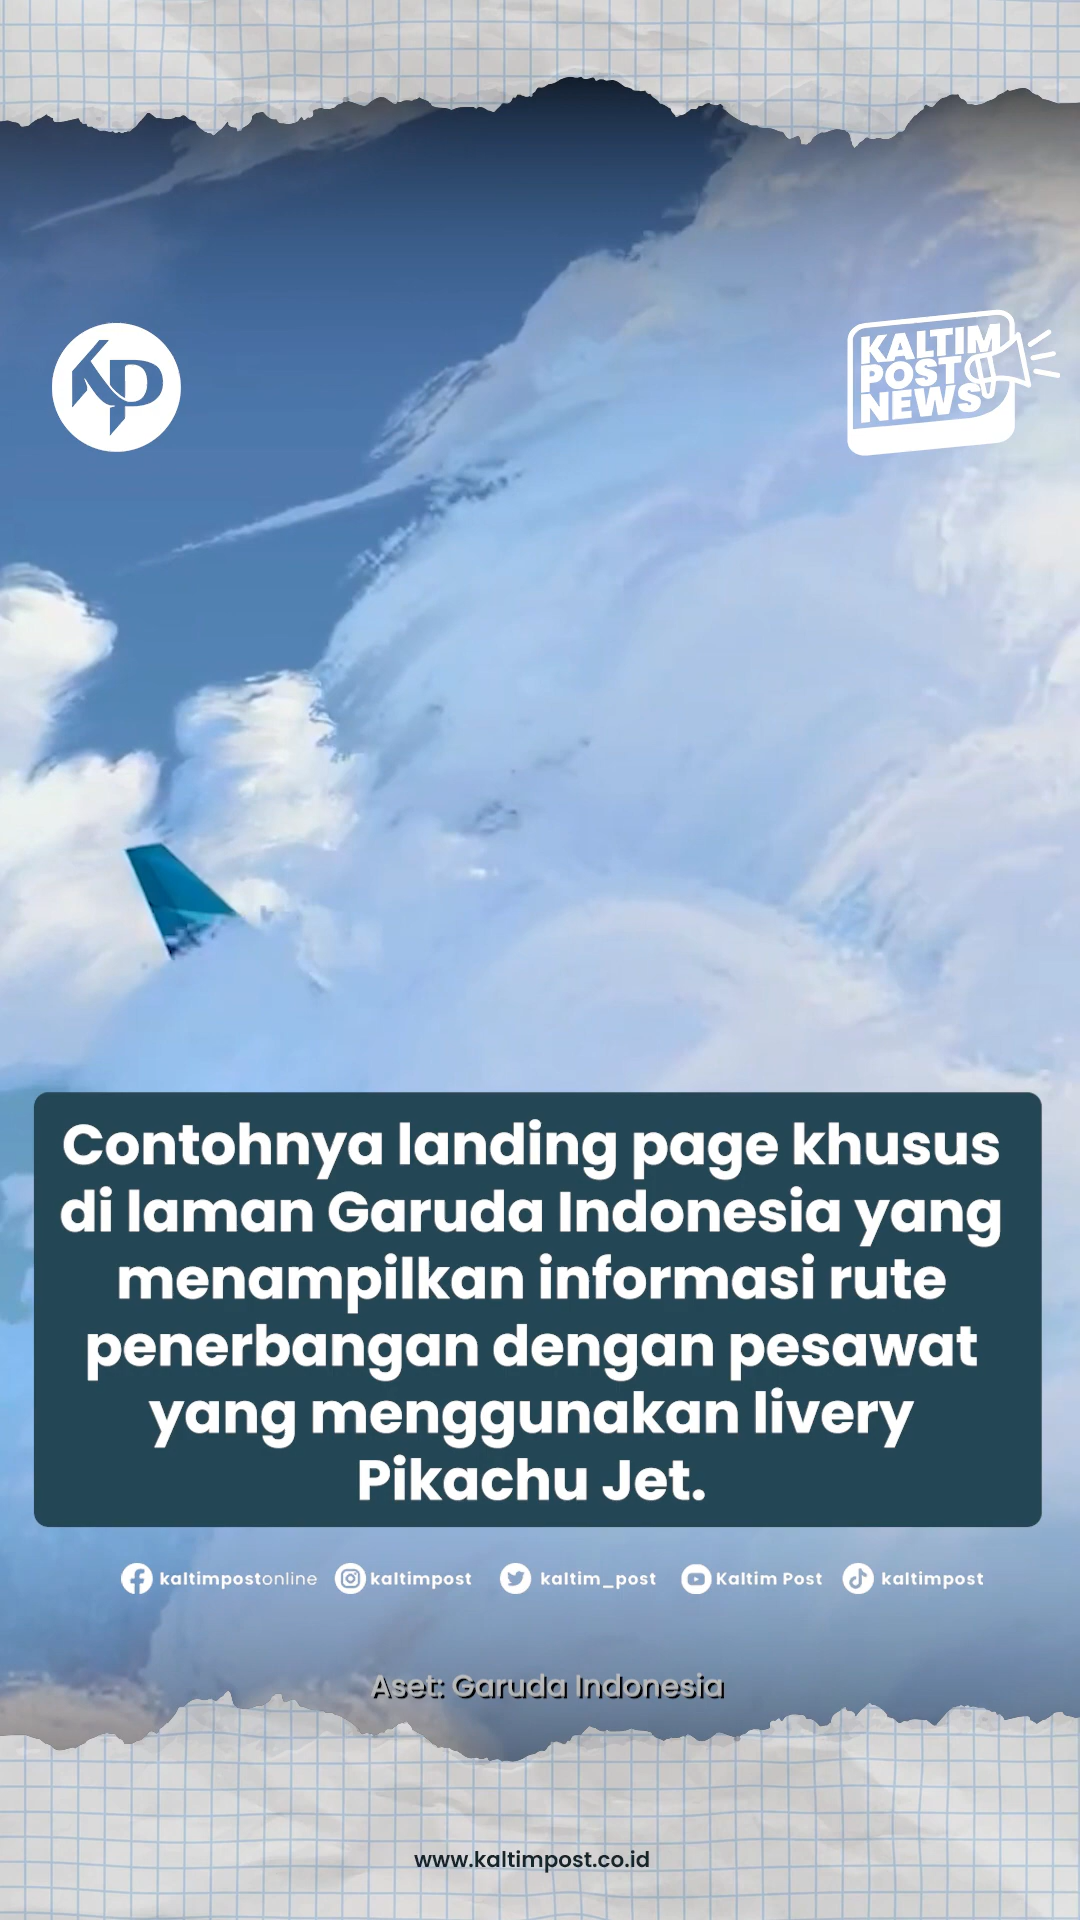 KP
KALTIM
POST
NEWS
Contohnya landing page khusus
di laman Garuda Indonesia yang
menampilkan informasi rute
penerbangan dengan pesawat
yang menggunakan livery
Pikachu Jet.
kaltimpostonline kaltimpost kaltim_post Kaltim Post kaltimpost
Aset: Garuda Indonesia
www.kaltimpost.co.id